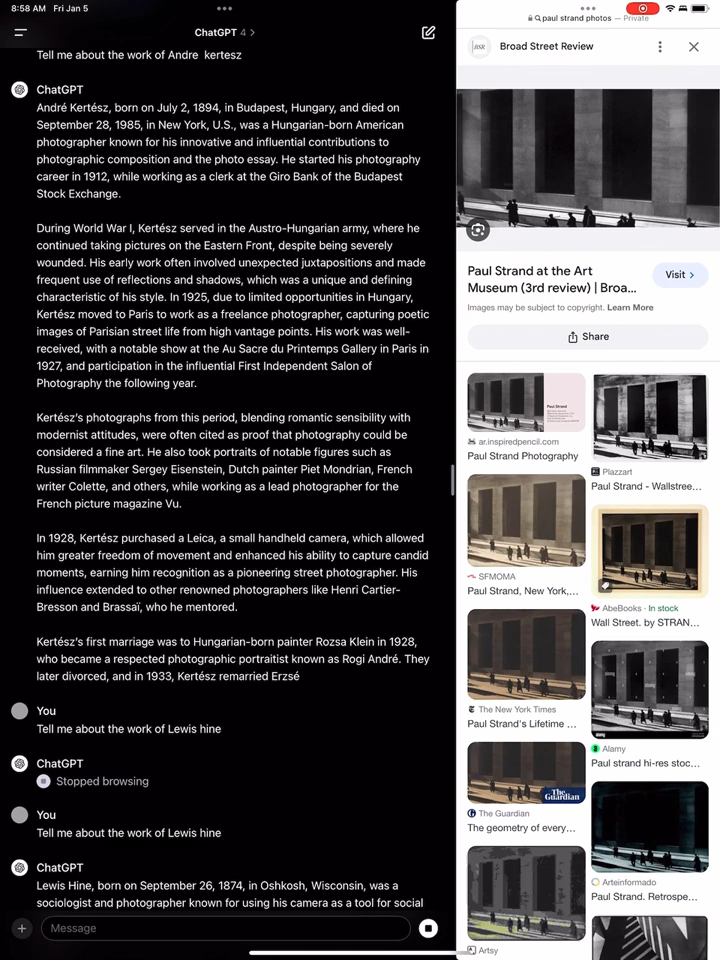 8:58 AM Fri Jan 5
ChatGPT 4 >
Tell me about the work of Andre kertesz
ChatGPT
André Kertész, born on July 2, 1894, in Budapest, Hungary, and died on
September 28, 1985, in New York, U.S., was a Hungarian-born American
photographer known for his innovative and influential contributions to
photographic composition and the photo essay. He started his photography
career in 1912, while working as a clerk at the Giro Bank of the Budapest
Stock Exchange.
During World War I, Kertész served in the Austro-Hungarian army, where he
continued taking pictures on the Eastern Front, despite being severely
wounded. His early work often involved unexpected juxtapositions and made
frequent use of reflections and shadows, which was a unique and defining
characteristic of his style. In 1925, due to limited opportunities in Hungary,
Kertész moved to Paris to work as a freelance photographer, capturing poetic
images of Parisian street life from high vantage points. His work was well-
received, with a notable show at the Au Sacre du Printemps Gallery in Paris in
1927, and participation in the influential First Independent Salon of
Photography the following year.
Kertész's photographs from this period, blending romantic sensibility with
modernist attitudes, were often cited as proof that photography could be
considered a fine art. He also took portraits of notable figures such as
Russian filmmaker Sergey Eisenstein, Dutch painter Piet Mondrian, French
writer Colette, and others, while working as a lead photographer for the
French picture magazine Vu.
In 1928, Kertész purchased a Leica, a small handheld camera, which allowed
him greater freedom of movement and enhanced his ability to capture candid
moments, earning him recognition as a pioneering street photographer. His
influence extended to other renowned photographers like Henri Cartier-
Bresson and Brassaï, who he mentored.
Kertész's first marriage was to Hungarian-born painter Rozsa Klein in 1928,
who became a respected photographic portraitist known as Rogi André. They
later divorced, and in 1933, Kertész remarried Erzsé
You
Tell me about the work of Lewis hine
ChatGPT
Stopped browsing
You
Tell me about the work of Lewis hine
ChatGPT
Lewis Hine, born on September 26, 1874, in Oshkosh, Wisconsin, was a
sociologist and photographer known for using his camera as a tool for social
Message
paul strand photos — Private
BSR
Broad Street Review
Paul Strand at the Art
Museum (3rd review) | Broa...
Visit >
Images may be subject to copyright. Learn More
Share
Paul Strand
ar.inspiredpencil.com
Paul Strand Photography
Plazzart
Paul Strand - Wallstree...
SFMOMA
Paul Strand, New York,...
AbeBooks · In stock
Wall Street. by STRAN...
The New York Times
Paul Strand's Lifetime ...
alamy
Alamy
Paul strand hi-res stoc...
The Guardian
The Guardian
The geometry of every...
Arteinformado
Paul Strand. Retrospe...
Artsy